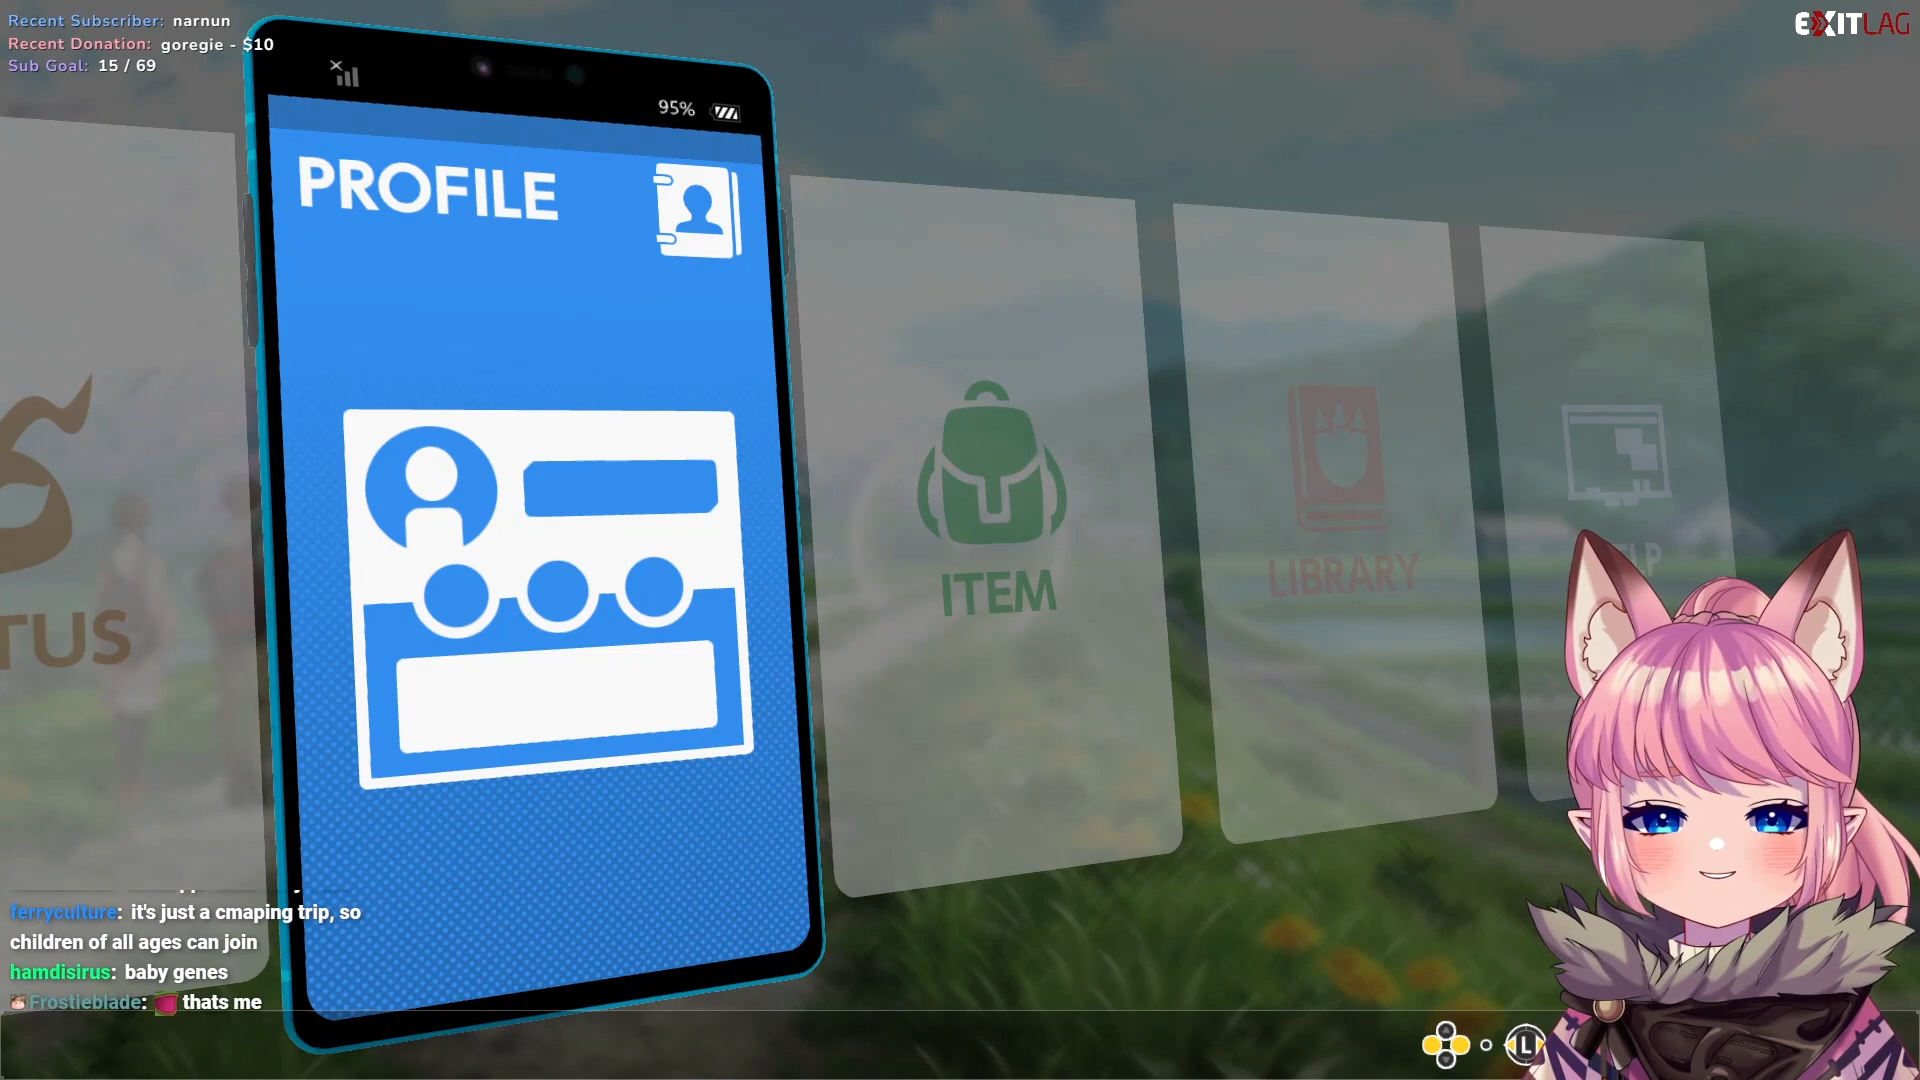 Recent Subscriber: narnun
Recent Donation: goregie - $10
Sub Goal: 15 / 69
EXITLAG
95%
PROFILE
TUS
ITEM
LIBRARY
LP
ferryculture: it's just a cmaping trip, so
children of all ages can join
hamdisirus: baby genes
Frostieblade: thats me
L